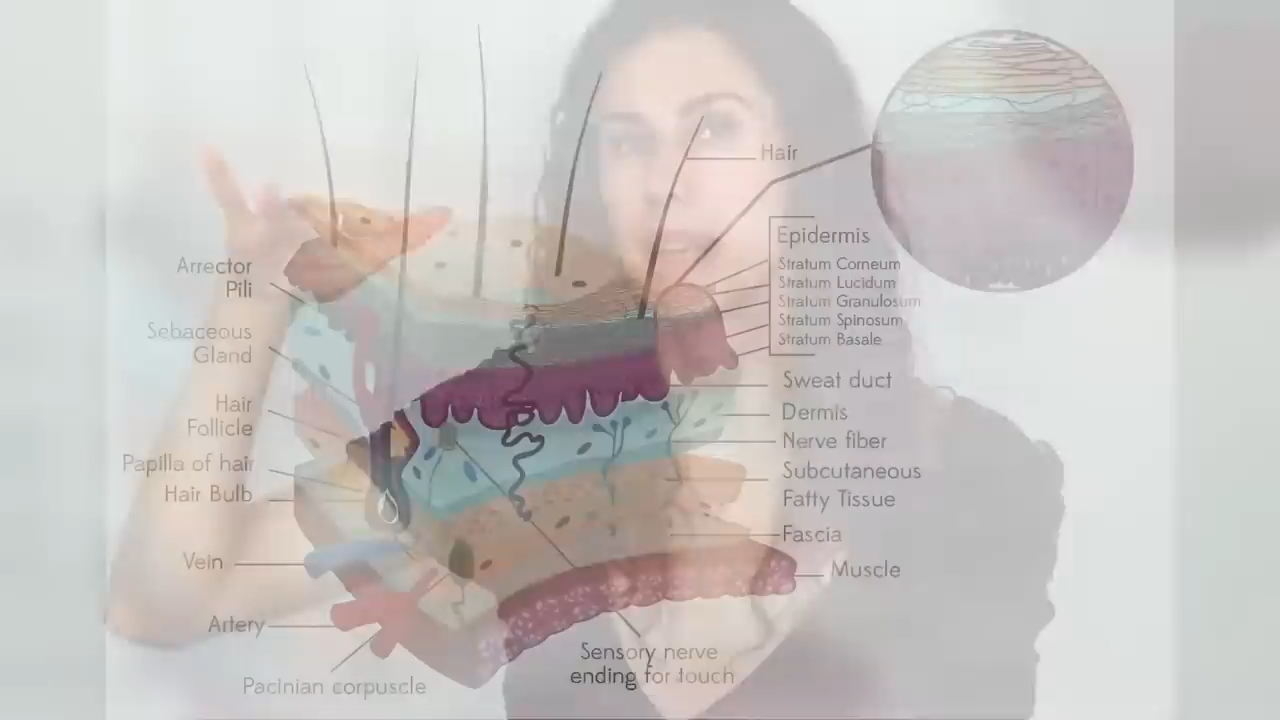 Hair
Epidermis
Stratum Corneum
Stratum Lucidum
Stratum Granulosum
Stratum Spinosum
Stratum Basale
Sweat duct
Dermis
Nerve fiber
Subcutaneous
Fatty Tissue
Fascia
Muscle
Arrector
Pili
Sebaceous
Gland
Hair
Follicle
Papilla of hair
Hair Bulb
Vein
Artery
Pacinian corpuscle
Sensory nerve
ending for touch